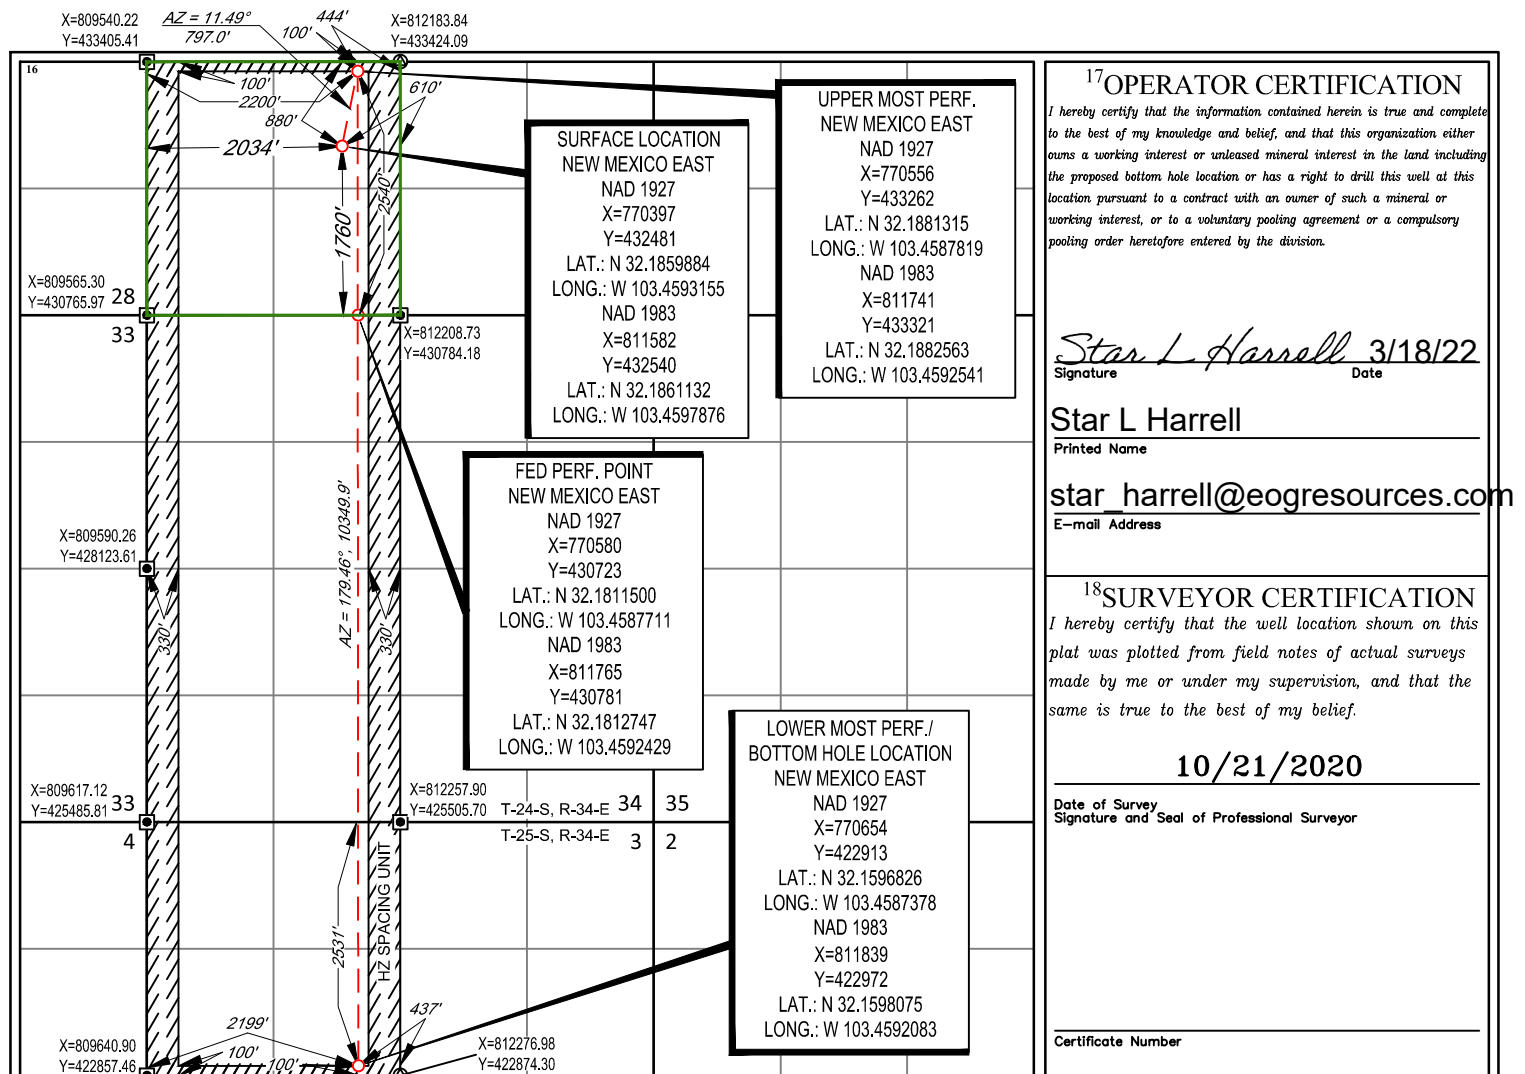 X=809540.22
Y=433405.41
AZ = 11.49°
797.0'
444'
100'
X=812183.84
Y=433424.09
16
100'
2200'
880'
610'
2034'
2540'
1760'
X=809565.30
Y=430765.97
28
33
X=812208.73
Y=430784.18
SURFACE LOCATION
NEW MEXICO EAST
NAD 1927
X=770397
Y=432481
LAT.: N 32.1859884
LONG.: W 103.4593155
NAD 1983
X=811582
Y=432540
LAT.: N 32.1861132
LONG.: W 103.4597876
UPPER MOST PERF.
NEW MEXICO EAST
NAD 1927
X=770556
Y=433262
LAT.: N 32.1881315
LONG.: W 103.4587819
NAD 1983
X=811741
Y=433321
LAT.: N 32.1882563
LONG.: W 103.4592541
FED PERF. POINT
NEW MEXICO EAST
NAD 1927
X=770580
Y=430723
LAT.: N 32.1811500
LONG.: W 103.4587711
NAD 1983
X=811765
Y=430781
LAT.: N 32.1812747
LONG.: W 103.4592429
X=809590.26
Y=428123.61
AZ = 179.46°, 10349.9'
330'
330'
X=809617.12
Y=425485.81
33
4
X=812257.90
Y=425505.70
T-24-S, R-34-E
T-25-S, R-34-E
34
35
3
2
LOWER MOST PERF./
BOTTOM HOLE LOCATION
NEW MEXICO EAST
NAD 1927
X=770654
Y=422913
LAT.: N 32.1596826
LONG.: W 103.4587378
NAD 1983
X=811839
Y=422972
LAT.: N 32.1598075
LONG.: W 103.4592083
HZ SPACING UNIT
2531'
437'
2199'
100'
100'
X=809640.90
Y=422857.46
X=812276.98
Y=422874.30
17OPERATOR CERTIFICATION
I hereby certify that the information contained herein is true and complete
to the best of my knowledge and belief, and that this organization either
owns a working interest or unleased mineral interest in the land including
the proposed bottom hole location or has a right to drill this well at this
location pursuant to a contract with an owner of such a mineral or
working interest, or to a voluntary pooling agreement or a compulsory
pooling order heretofore entered by the division.
Star L Harrell 3/18/22
Signature Date
Star L Harrell
Printed Name
star_harrell@eogresources.com
E-mail Address
18SURVEYOR CERTIFICATION
I hereby certify that the well location shown on this
plat was plotted from field notes of actual surveys
made by me or under my supervision, and that the
same is true to the best of my belief.
10/21/2020
Date of Survey
Signature and Seal of Professional Surveyor
Certificate Number